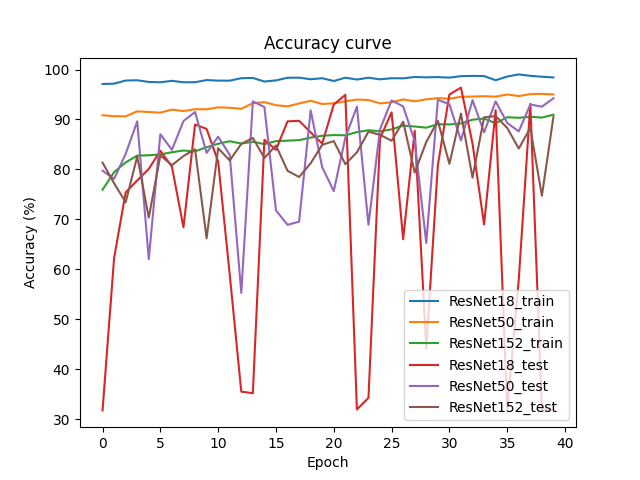 Accuracy curve
Accuracy (%)
100
90
80
70
60
50
40
30
ResNet18_train
ResNet50_train
ResNet152_train
ResNet18_test
ResNet50_test
ResNet152_test
0 5 10 15 20 25 30 35 40
Epoch